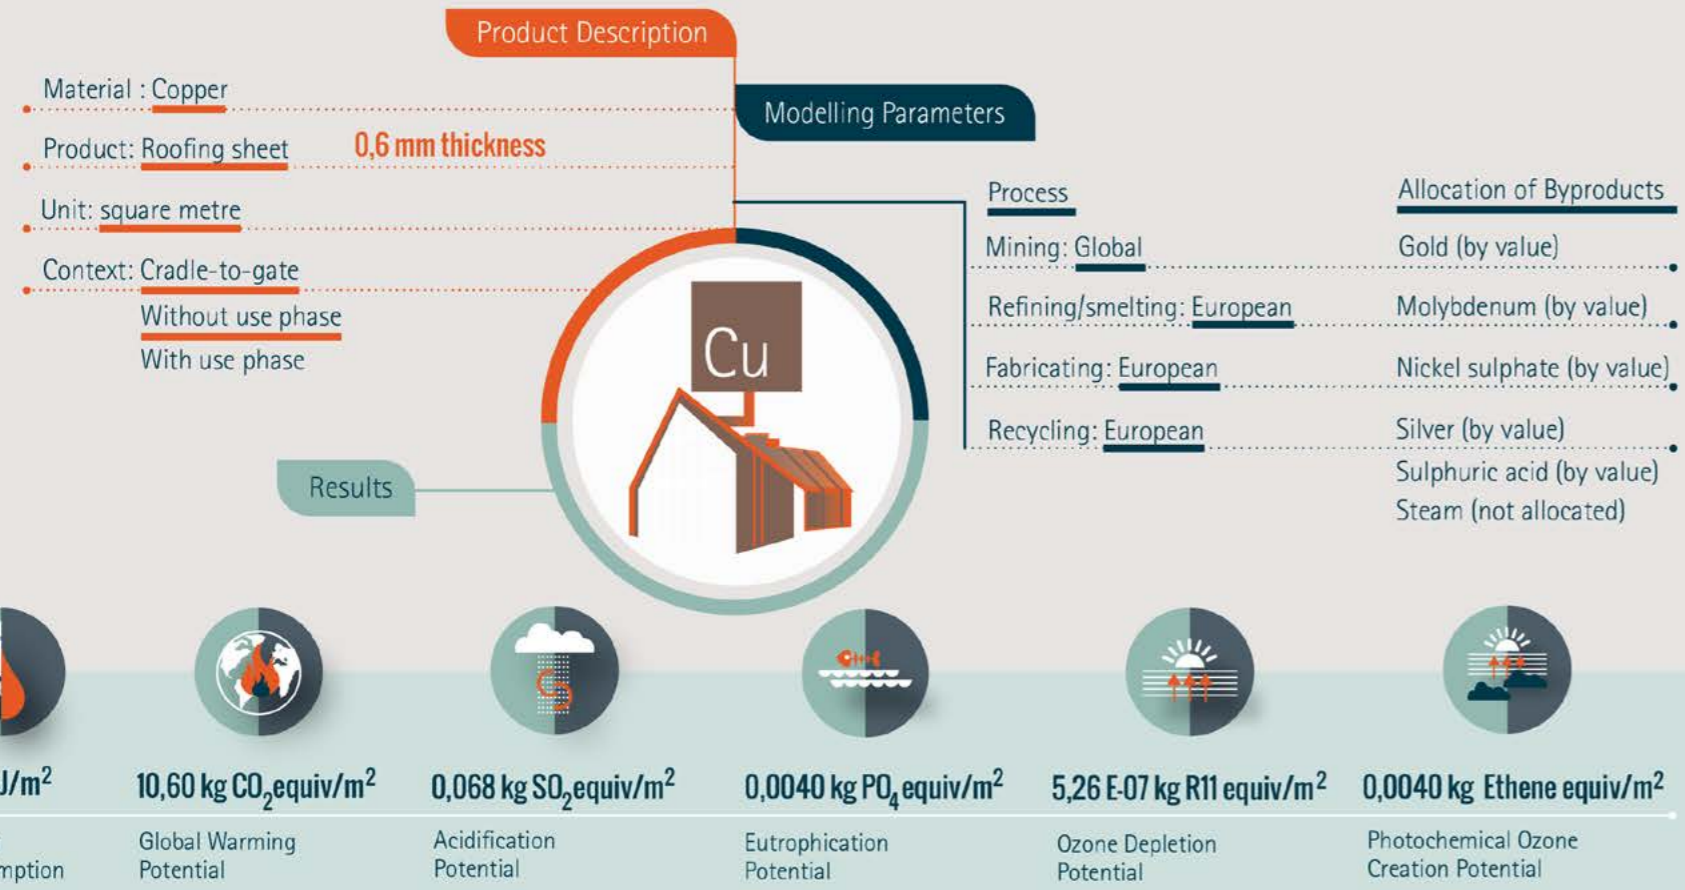 Product Description
Material : Copper
Product: Roofing sheet 0,6 mm thickness
Unit: square metre
Context: Cradle-to-gate
Without use phase
With use phase
Modelling Parameters
Process
Mining: Global
Refining/smelting: European
Fabricating: European
Recycling: European
Allocation of Byproducts
Gold (by value)
Molybdenum (by value)
Nickel sulphate (by value)
Silver (by value)
Sulphuric acid (by value)
Steam (not allocated)
Cu
Results
J/m²
10,60 kg CO₂equiv/m²
Global Warming
Potential
0,068 kg SO₂equiv/m²
Acidification
Potential
0,0040 kg PO₄ equiv/m²
Eutrophication
Potential
5,26 E-07 kg R11 equiv/m²
Ozone Depletion
Potential
0,0040 kg Ethene equiv/m²
Photochemical Ozone
Creation Potential